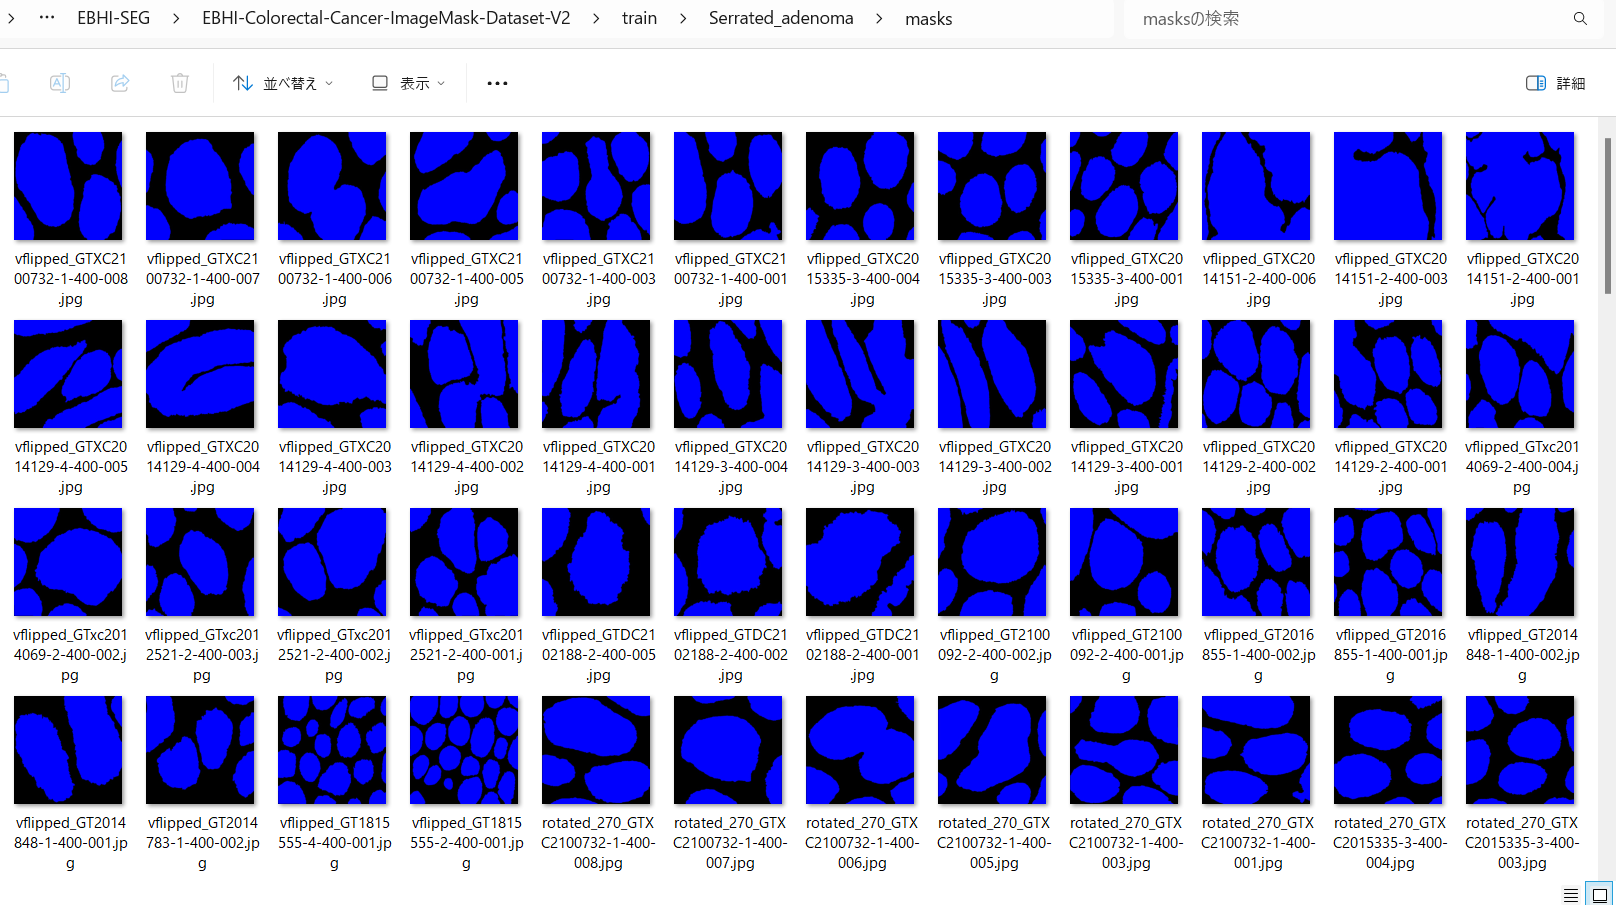 EBHI-SEG > EBHI-Colorectal-Cancer-ImageMask-Dataset-V2 > train > Serrated_adenoma > masks
masksの検索
並べ替え 表示 詳細
vflipped_GTXC2100732-1-400-008.jpg
vflipped_GTXC2100732-1-400-007.jpg
vflipped_GTXC2100732-1-400-006.jpg
vflipped_GTXC2100732-1-400-005.jpg
vflipped_GTXC2100732-1-400-003.jpg
vflipped_GTXC2100732-1-400-001.jpg
vflipped_GTXC2015335-3-400-004.jpg
vflipped_GTXC2015335-3-400-003.jpg
vflipped_GTXC2015335-3-400-001.jpg
vflipped_GTXC2014151-2-400-006.jpg
vflipped_GTXC2014151-2-400-003.jpg
vflipped_GTXC2014151-2-400-001.jpg
vflipped_GTXC2014129-4-400-005.jpg
vflipped_GTXC2014129-4-400-004.jpg
vflipped_GTXC2014129-4-400-003.jpg
vflipped_GTXC2014129-4-400-002.jpg
vflipped_GTXC2014129-4-400-001.jpg
vflipped_GTXC2014129-3-400-004.jpg
vflipped_GTXC2014129-3-400-003.jpg
vflipped_GTXC2014129-3-400-002.jpg
vflipped_GTXC2014129-3-400-001.jpg
vflipped_GTXC2014129-2-400-002.jpg
vflipped_GTXC2014129-2-400-001.jpg
vflipped_GTxc2014069-2-400-004.jpg
vflipped_GTxc2014069-2-400-002.jpg
vflipped_GTxc2012521-2-400-003.jpg
vflipped_GTxc2012521-2-400-002.jpg
vflipped_GTxc2012521-2-400-001.jpg
vflipped_GTDC2102188-2-400-005.jpg
vflipped_GTDC2102188-2-400-002.jpg
vflipped_GTDC2102188-2-400-001.jpg
vflipped_GT2100092-2-400-002.jpg
vflipped_GT2100092-2-400-001.jpg
vflipped_GT2016855-1-400-002.jpg
vflipped_GT2016855-1-400-001.jpg
vflipped_GT2014848-1-400-002.jpg
vflipped_GT2014848-1-400-001.jpg
vflipped_GT2014783-1-400-002.jpg
vflipped_GT1815555-4-400-001.jpg
vflipped_GT1815555-2-400-001.jpg
rotated_270_GTXC2100732-1-400-008.jpg
rotated_270_GTXC2100732-1-400-007.jpg
rotated_270_GTXC2100732-1-400-006.jpg
rotated_270_GTXC2100732-1-400-005.jpg
rotated_270_GTXC2100732-1-400-003.jpg
rotated_270_GTXC2100732-1-400-001.jpg
rotated_270_GTXC2015335-3-400-004.jpg
rotated_270_GTXC2015335-3-400-003.jpg